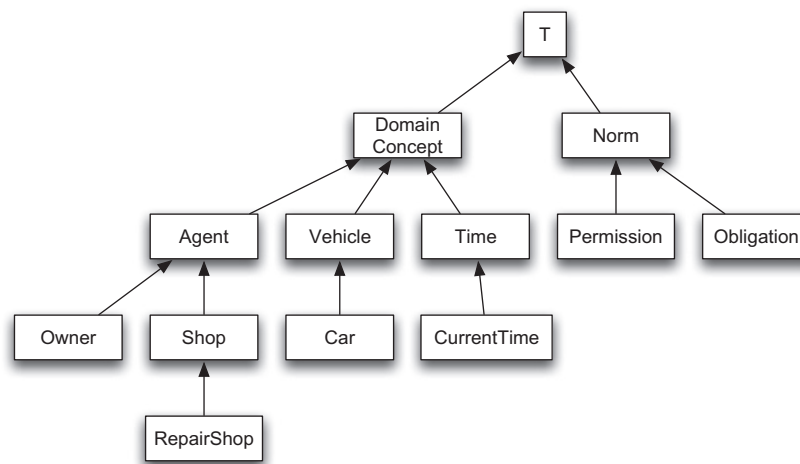 T
Domain
Concept
Norm
Agent
Vehicle
Time
Permission
Obligation
Owner
Shop
Car
CurrentTime
RepairShop